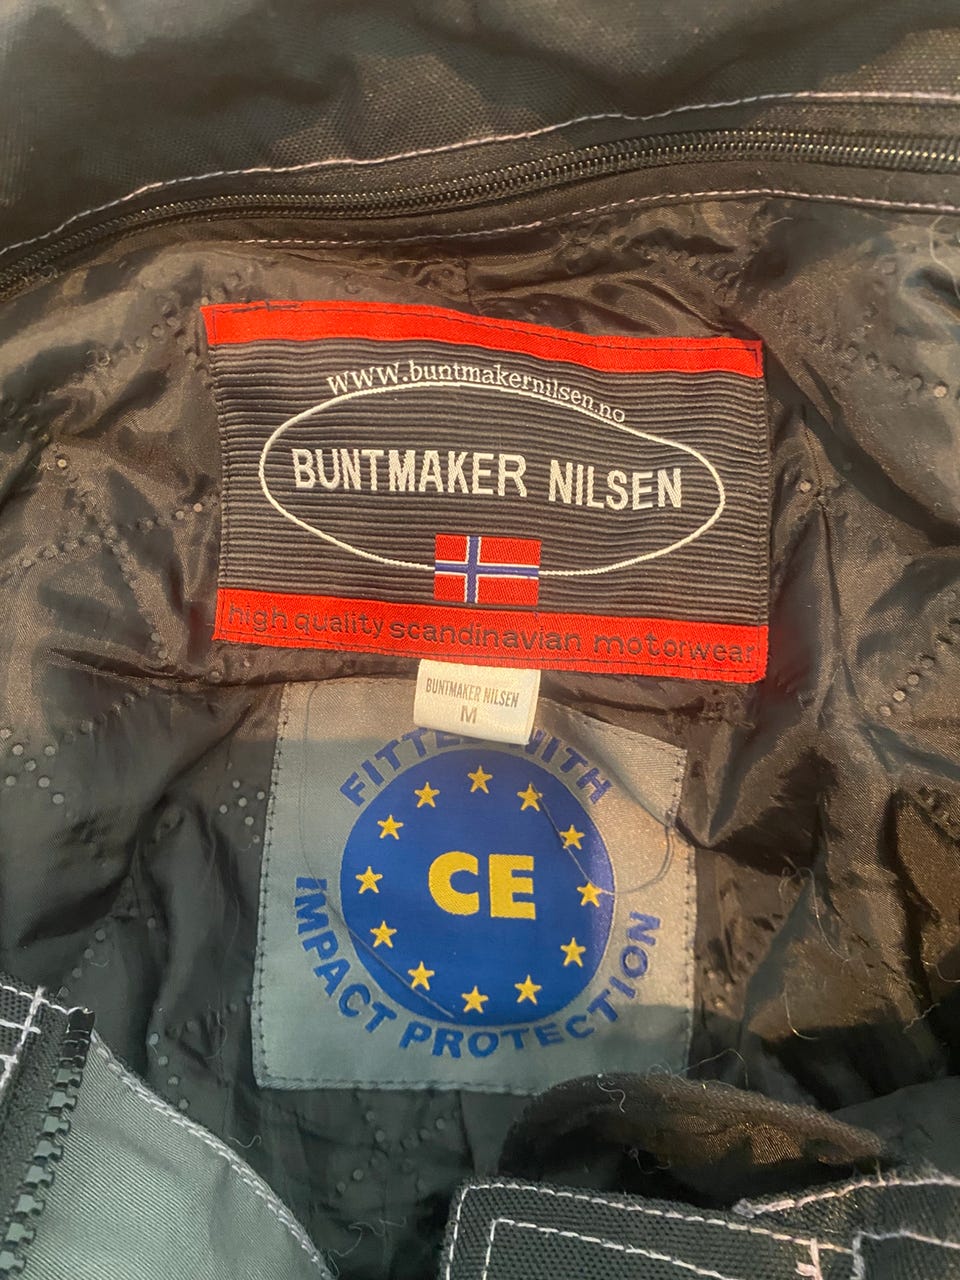 www.buntmakernilsen.no
BUNTMAKER NILSEN
high quality scandinavian motorwear
BUNTMAKER NILSEN
M
FITTED WITH
CE
IMPACT PROTECTION